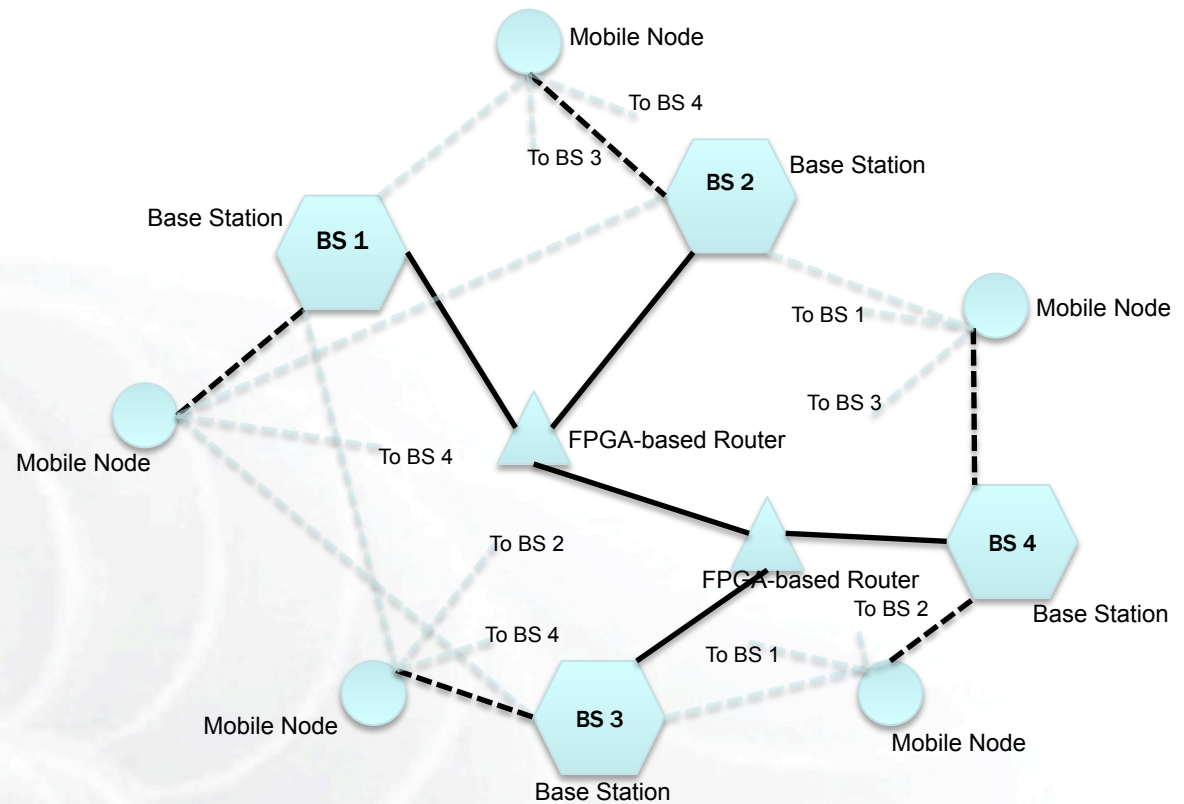 Mobile Node
To BS 4
To BS 3
BS 2
Base Station
Base Station
BS 1
To BS 1
Mobile Node
To BS 3
FPGA-based Router
To BS 4
Mobile Node
To BS 2
BS 4
FPGA-based Router
To BS 2
Base Station
To BS 4
To BS 1
Mobile Node
BS 3
Mobile Node
Base Station